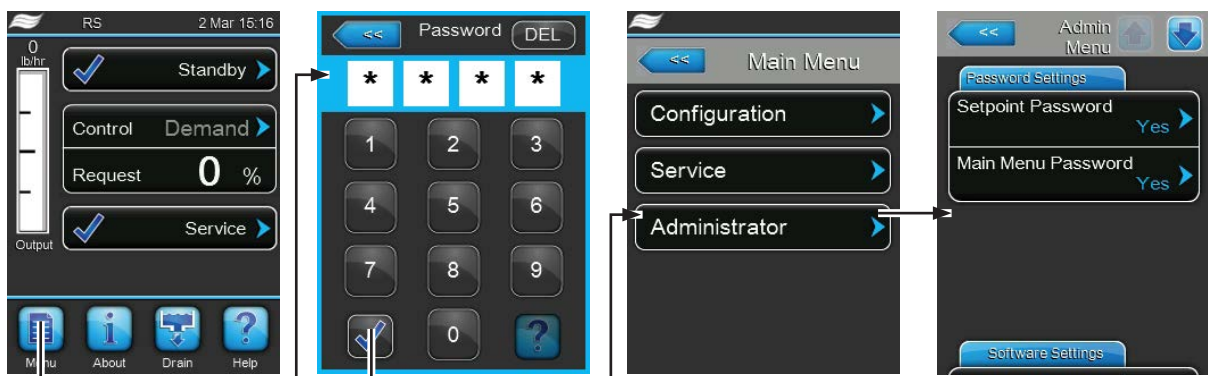 RS 2 Mar 15:16
0
lb/hr
Standby
Control Demand
Request 0 %
Service
Output
Menu About Drain Help
<< Password DEL
* * * *
1 2 3
4 5 6
7 8 9
0 ?
<< Main Menu
Configuration
Service
Administrator
<< Admin
Menu
Password Settings
Setpoint Password
Yes
Main Menu Password
Yes
Software Settings